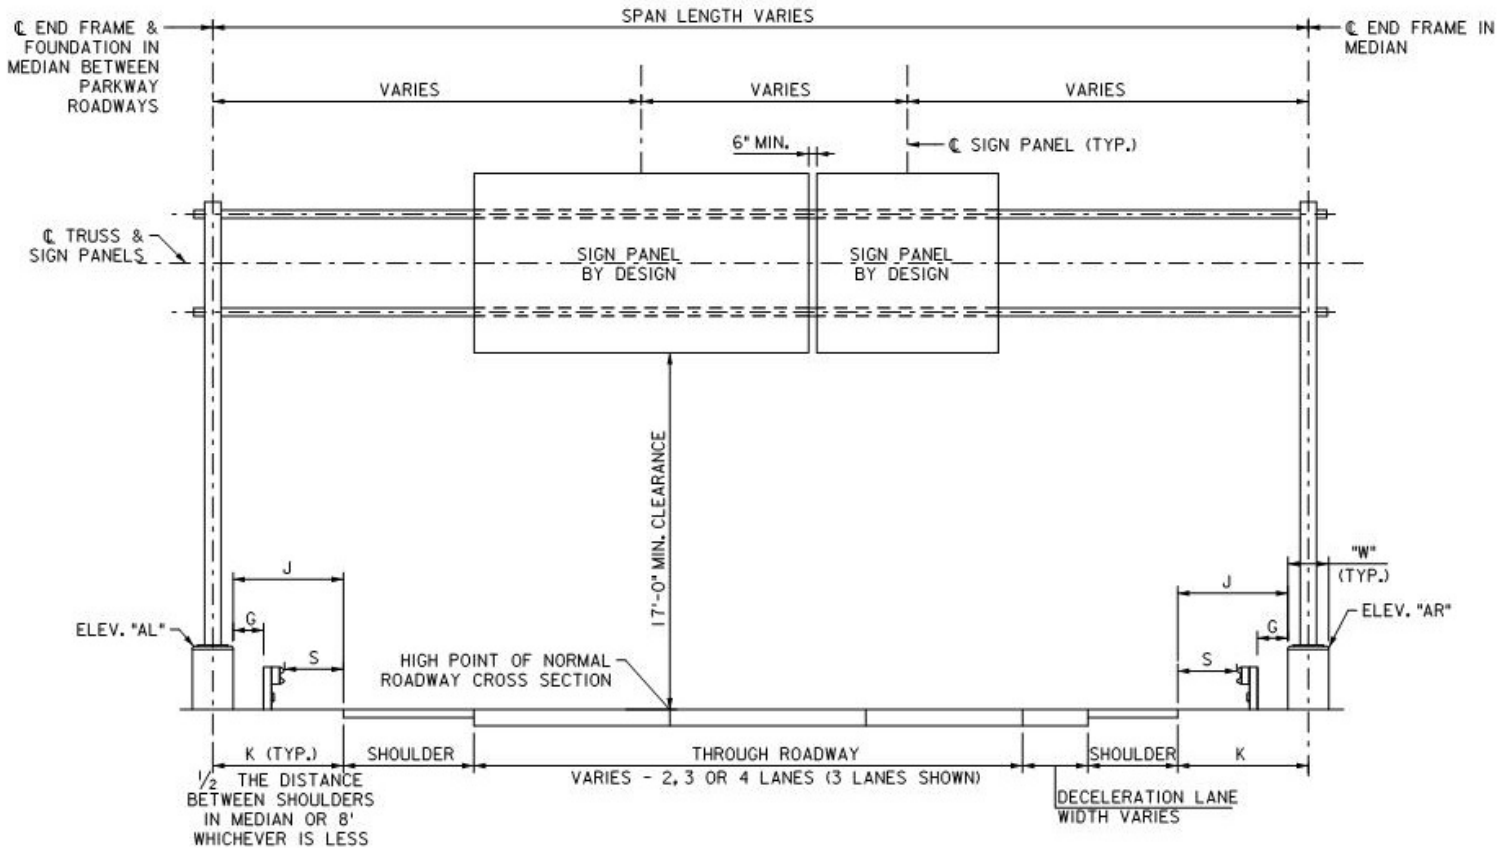 SPAN LENGTH VARIES
℄ END FRAME &
FOUNDATION IN
MEDIAN BETWEEN
PARKWAY
ROADWAYS
℄ END FRAME IN
MEDIAN
VARIES
VARIES
VARIES
6" MIN.
℄ SIGN PANEL (TYP.)
℄ TRUSS &
SIGN PANELS
SIGN PANEL
BY DESIGN
SIGN PANEL
BY DESIGN
17'-0" MIN. CLEARANCE
J
G
S
ELEV. "AL"
HIGH POINT OF NORMAL
ROADWAY CROSS SECTION
"W"
(TYP.)
J
G
S
ELEV. "AR"
K (TYP.)
1/2 THE DISTANCE
BETWEEN SHOULDERS
IN MEDIAN OR 8'
WHICHEVER IS LESS
SHOULDER
THROUGH ROADWAY
VARIES - 2, 3 OR 4 LANES (3 LANES SHOWN)
SHOULDER
K
DECELERATION LANE
WIDTH VARIES